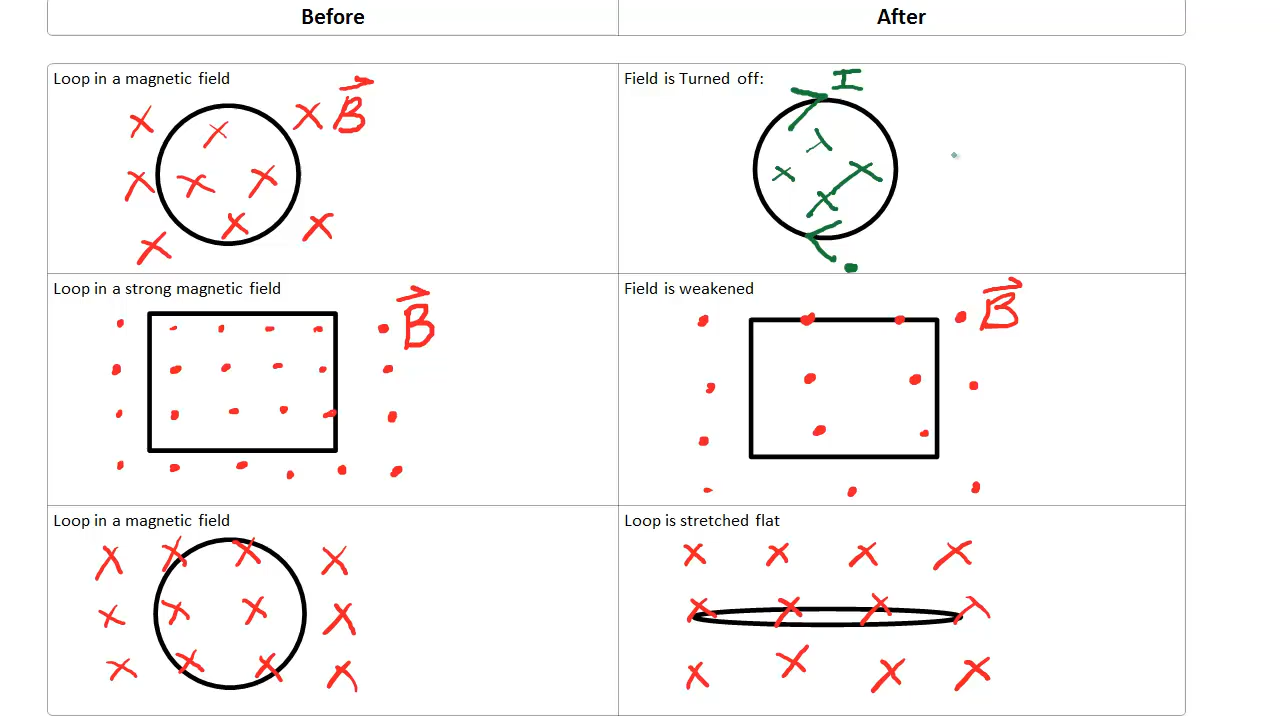 Before
After
Loop in a magnetic field
B
Field is Turned off:
I
Loop in a strong magnetic field
B
Field is weakened
B
Loop in a magnetic field
Loop is stretched flat